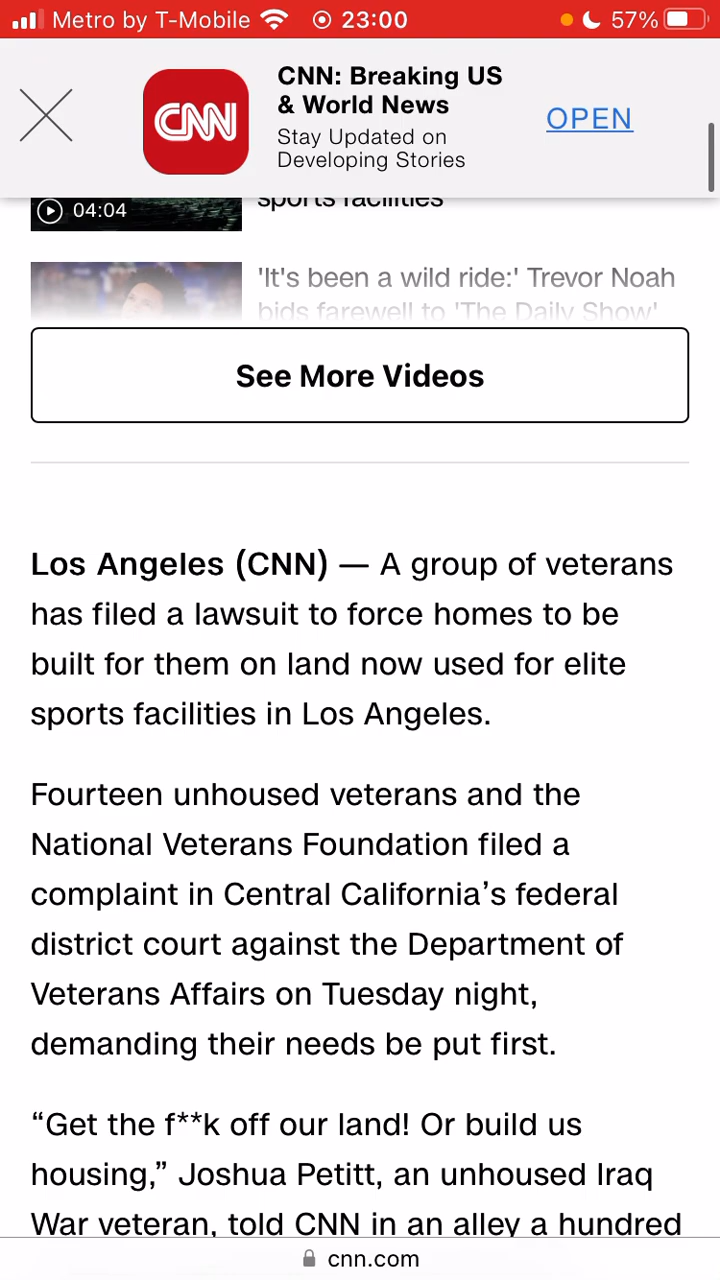 Metro by T-Mobile 23:00 57%
CNN: Breaking US
& World News
Stay Updated on
Developing Stories
CNN
OPEN
04:04
sports facilities
'It's been a wild ride:' Trevor Noah
bids farewell to 'The Daily Show'
See More Videos
Los Angeles (CNN) — A group of veterans
has filed a lawsuit to force homes to be
built for them on land now used for elite
sports facilities in Los Angeles.
Fourteen unhoused veterans and the
National Veterans Foundation filed a
complaint in Central California’s federal
district court against the Department of
Veterans Affairs on Tuesday night,
demanding their needs be put first.
“Get the f**k off our land! Or build us
housing,” Joshua Petitt, an unhoused Iraq
War veteran, told CNN in an alley a hundred
cnn.com